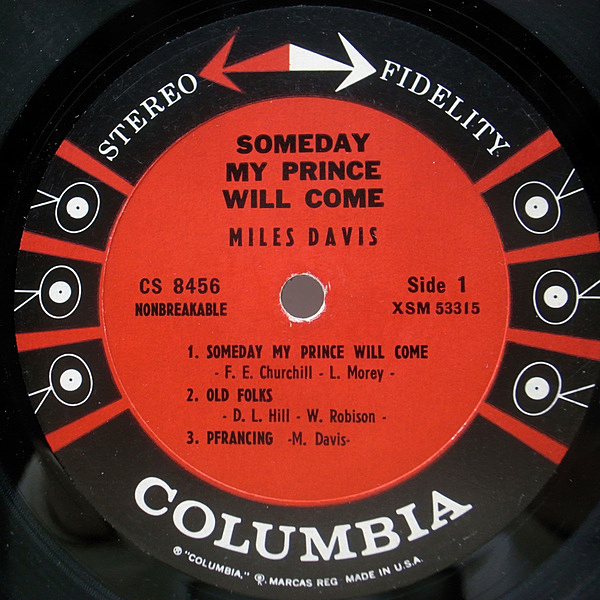 STEREO FIDELITY
SOMEDAY
MY PRINCE
WILL COME
MILES DAVIS
CS 8456
NONBREAKABLE
Side 1
XSM 53315
1. SOMEDAY MY PRINCE WILL COME
- F. E. Churchill - L. Morey -
2. OLD FOLKS
- D. L. Hill - W. Robison -
3. PFRANCING -M. Davis-
COLUMBIA
® "COLUMBIA," ®. MARCAS REG MADE IN U.S.A.